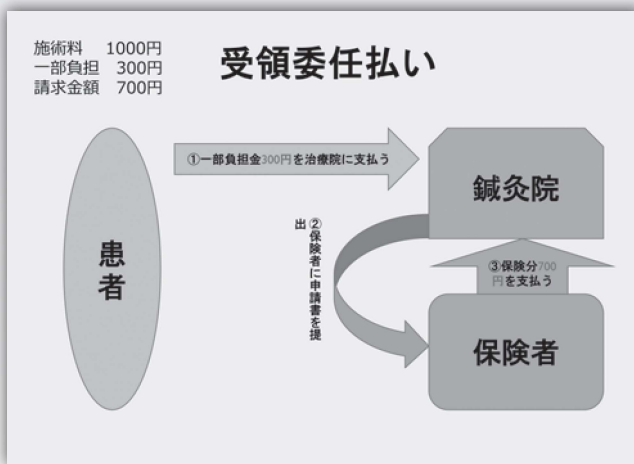 施術料 1000円
一部負担 300円
請求金額 700円
受領委任払い
①一部負担金300円を治療院に支払う
患者
鍼灸院
②保険者に申請書を提
出
③保険分700
円を支払う
保険者